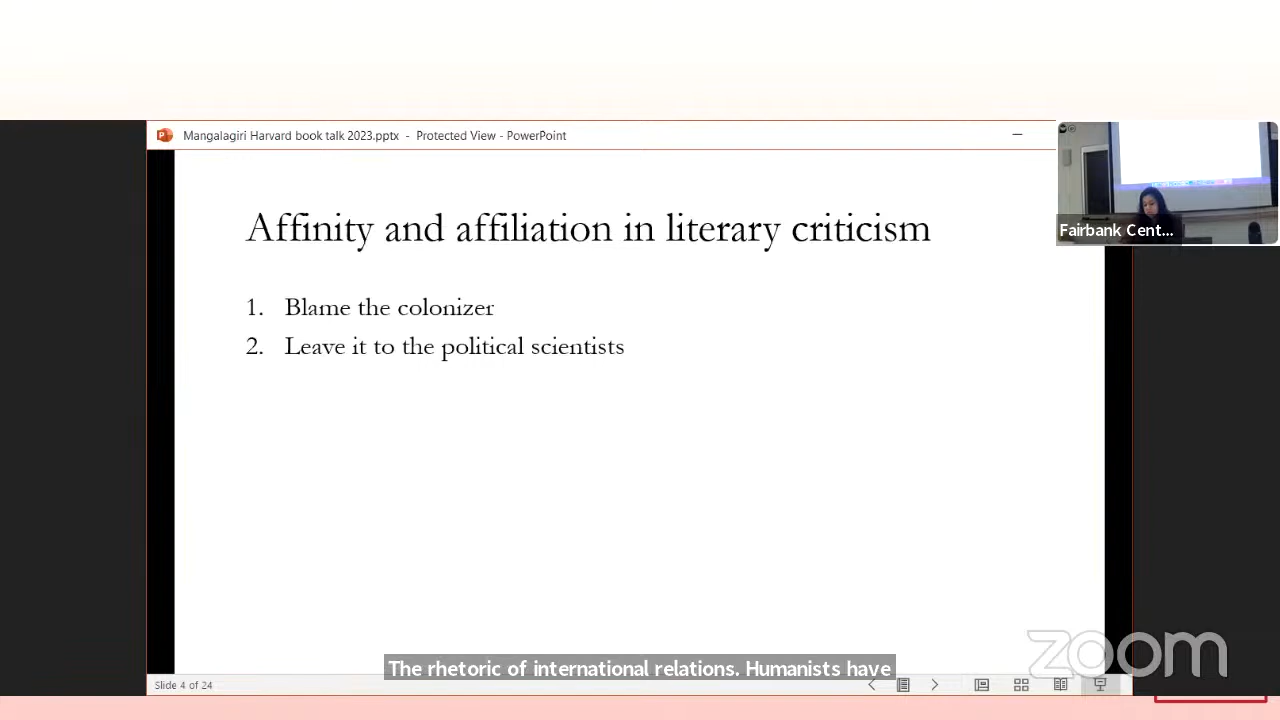 Mangalagiri Harvard book talk 2023.pptx - Protected View - PowerPoint
Affinity and affiliation in literary criticism
1. Blame the colonizer
2. Leave it to the political scientists
Fairbank Cent...
The rhetoric of international relations. Humanists have
Slide 4 of 24
zoom